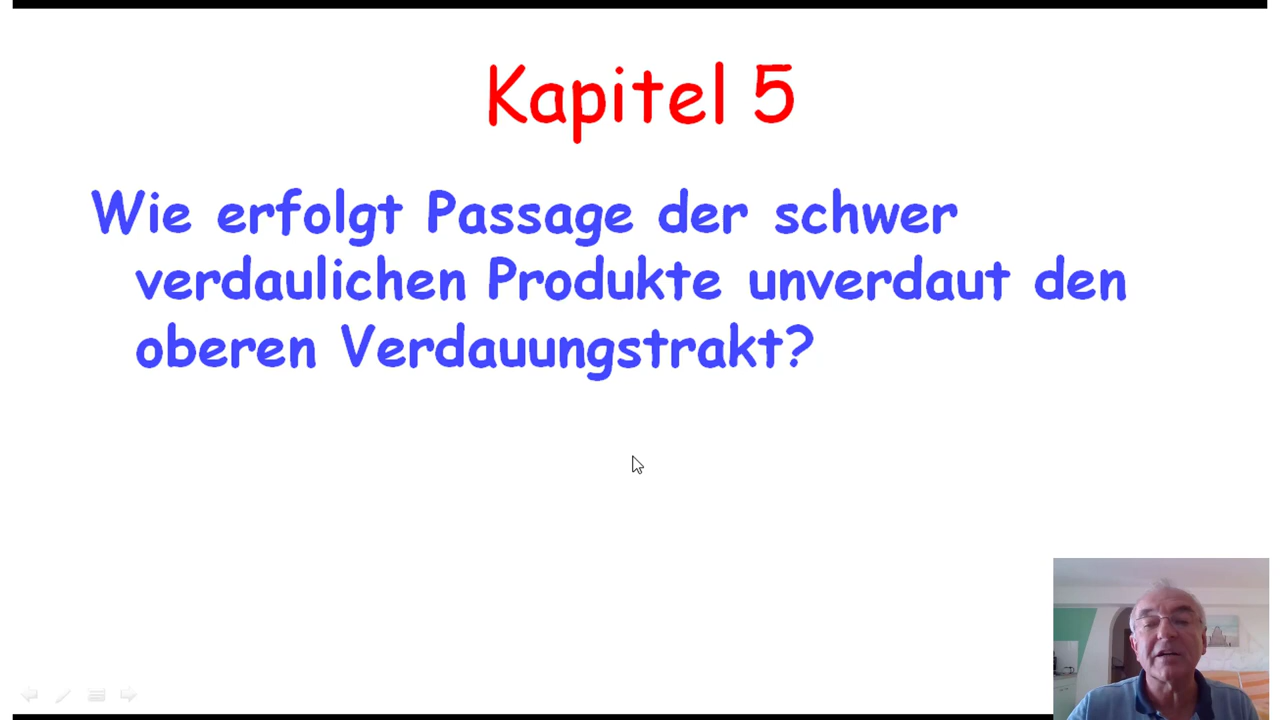 Kapitel 5
Wie erfolgt Passage der schwer
verdaulichen Produkte unverdaut den
oberen Verdauungstrakt?